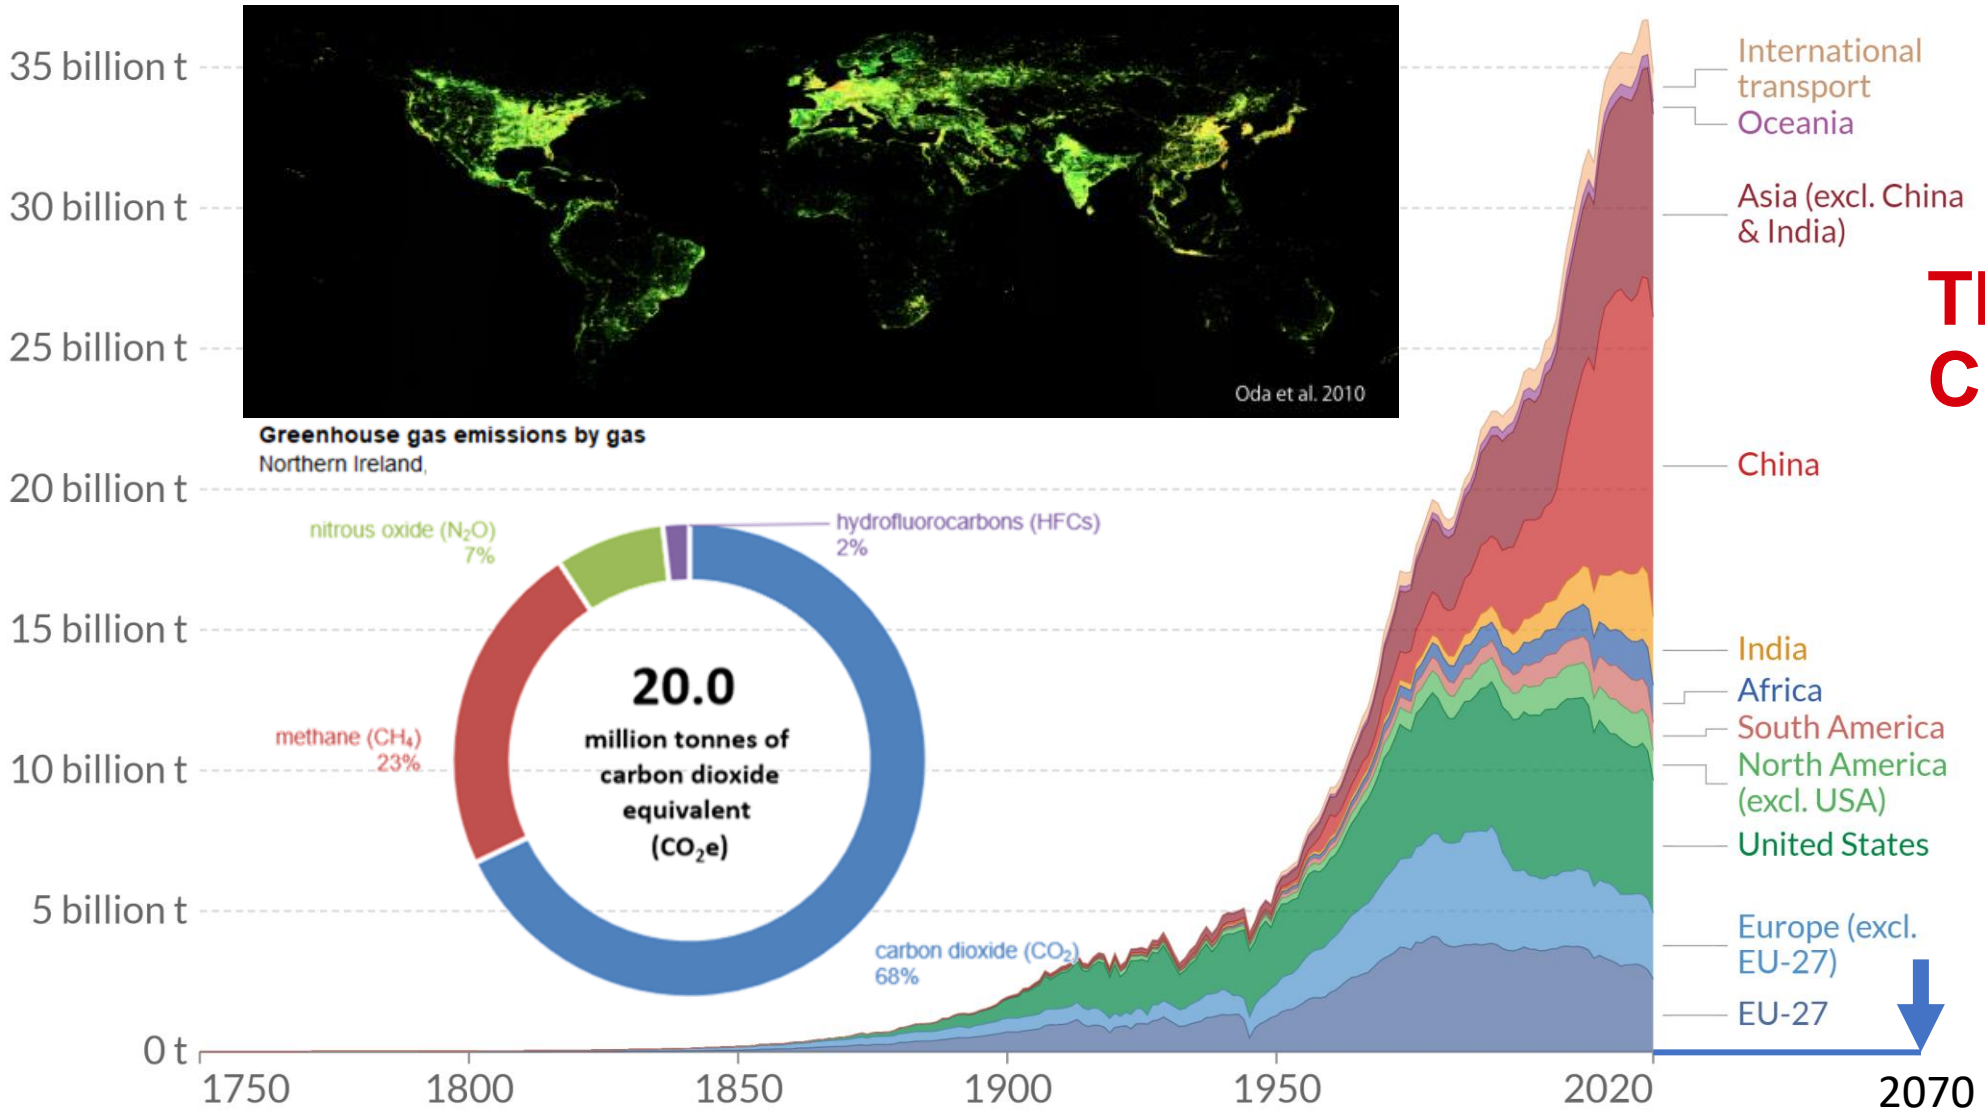 35 billion t
30 billion t
25 billion t
20 billion t
15 billion t
10 billion t
5 billion t
0 t
1750
1800
1850
1900
1950
2020
2070
Oda et al. 2010
Greenhouse gas emissions by gas
Northern Ireland,
nitrous oxide (N₂O)
7%
hydrofluorocarbons (HFCs)
2%
methane (CH₄)
23%
20.0
million tonnes of
carbon dioxide
equivalent
(CO₂e)
carbon dioxide (CO₂)
68%
International
transport
Oceania
Asia (excl. China
& India)
China
India
Africa
South America
North America
(excl. USA)
United States
Europe (excl.
EU-27)
EU-27
C